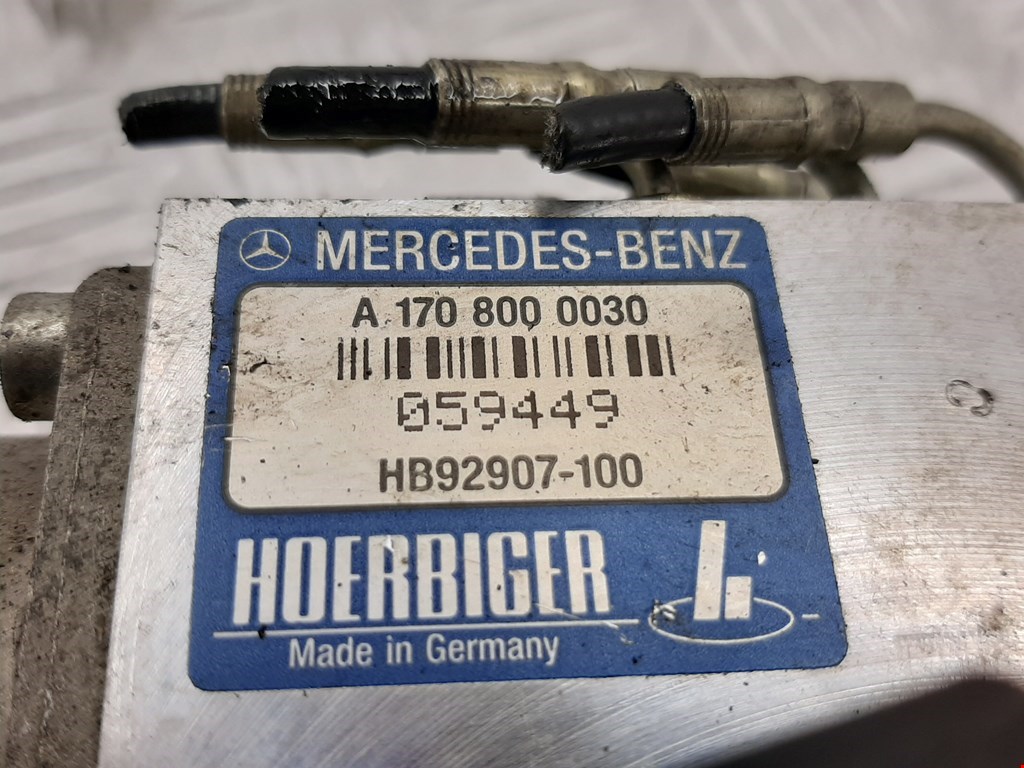 MERCEDES-BENZ
A 170 800 0030
059449
HB92907-100
HOERBIGER
Made in Germany